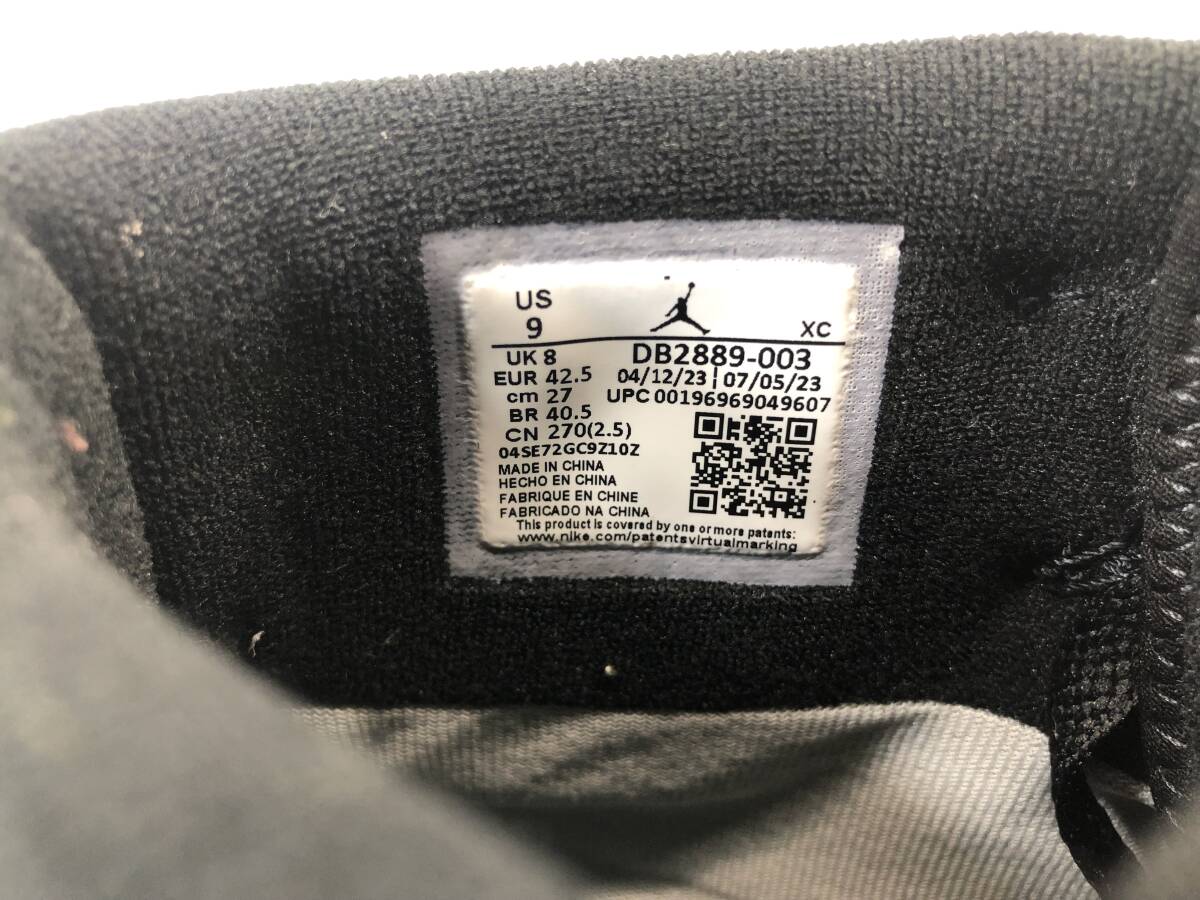 US
9
XC
UK 8
DB2889-003
EUR 42.5
04/12/23 | 07/05/23
cm 27
UPC 00196969049607
BR 40.5
CN 270(2.5)
04SE72GC9Z10Z
MADE IN CHINA
HECHO EN CHINA
FABRIQUE EN CHINE
FABRICADO NA CHINA
This product is covered by one or more patents:
www.nike.com/patentsvirtualmarking